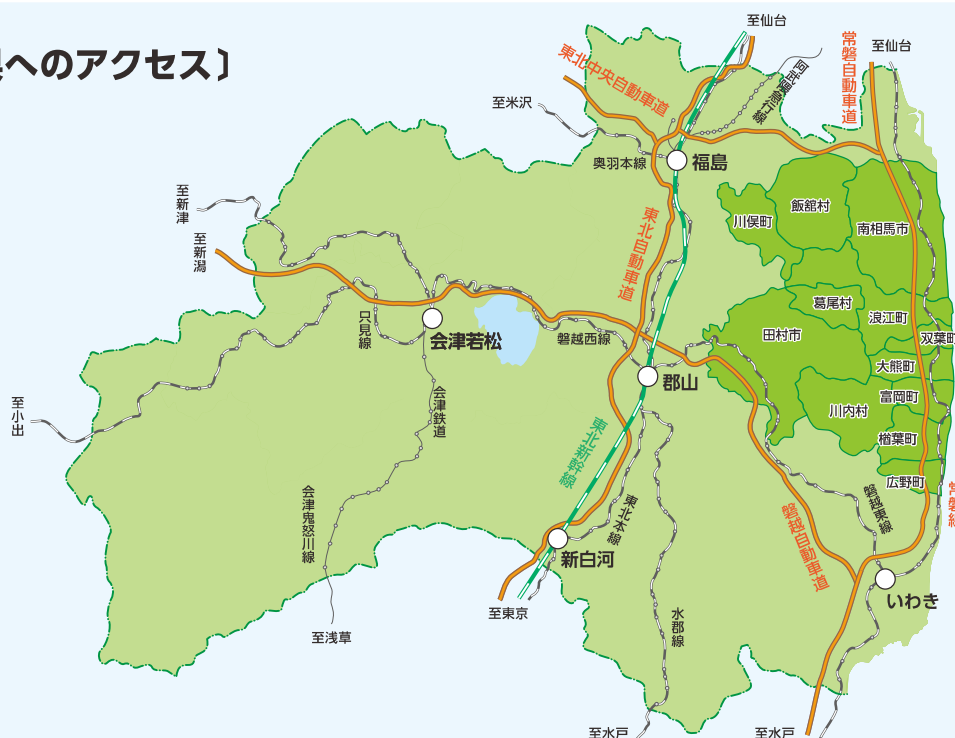 へのアクセス〕
至仙台
常磐自動車道
至仙台
東北中央自動車道
阿武隈急行線
至米沢
奥羽本線
福島
至新津
飯舘村
川俣町
南相馬市
至新潟
東北自動車道
葛尾村
浪江町
只見線
会津若松
磐越西線
田村市
双葉町
大熊町
郡山
富岡町
至小出
会津鉄道
川内村
東北新幹線
楢葉町
広野町
会津鬼怒川線
東北本線
磐越自動車道
磐越東線
常磐線
新白河
いわき
至東京
至浅草
水郡線
至水戸
至水戸